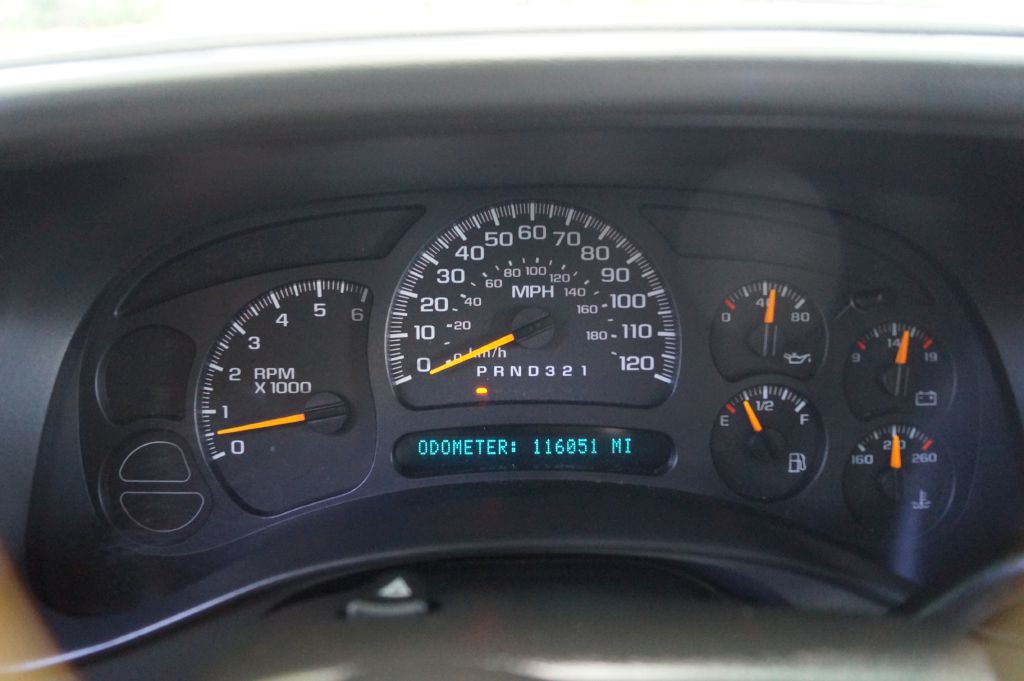 0 1 2 3 4 5 6
RPM
X1000
0 10 20 30 40 50 60 70 80 90 100 110 120
0 20 40 60 80 100 120 140 160 180
MPH
km/h
PRND321
ODOMETER: 116051 MI
0 40 80
9 14 19
E 1/2 F
160 210 260